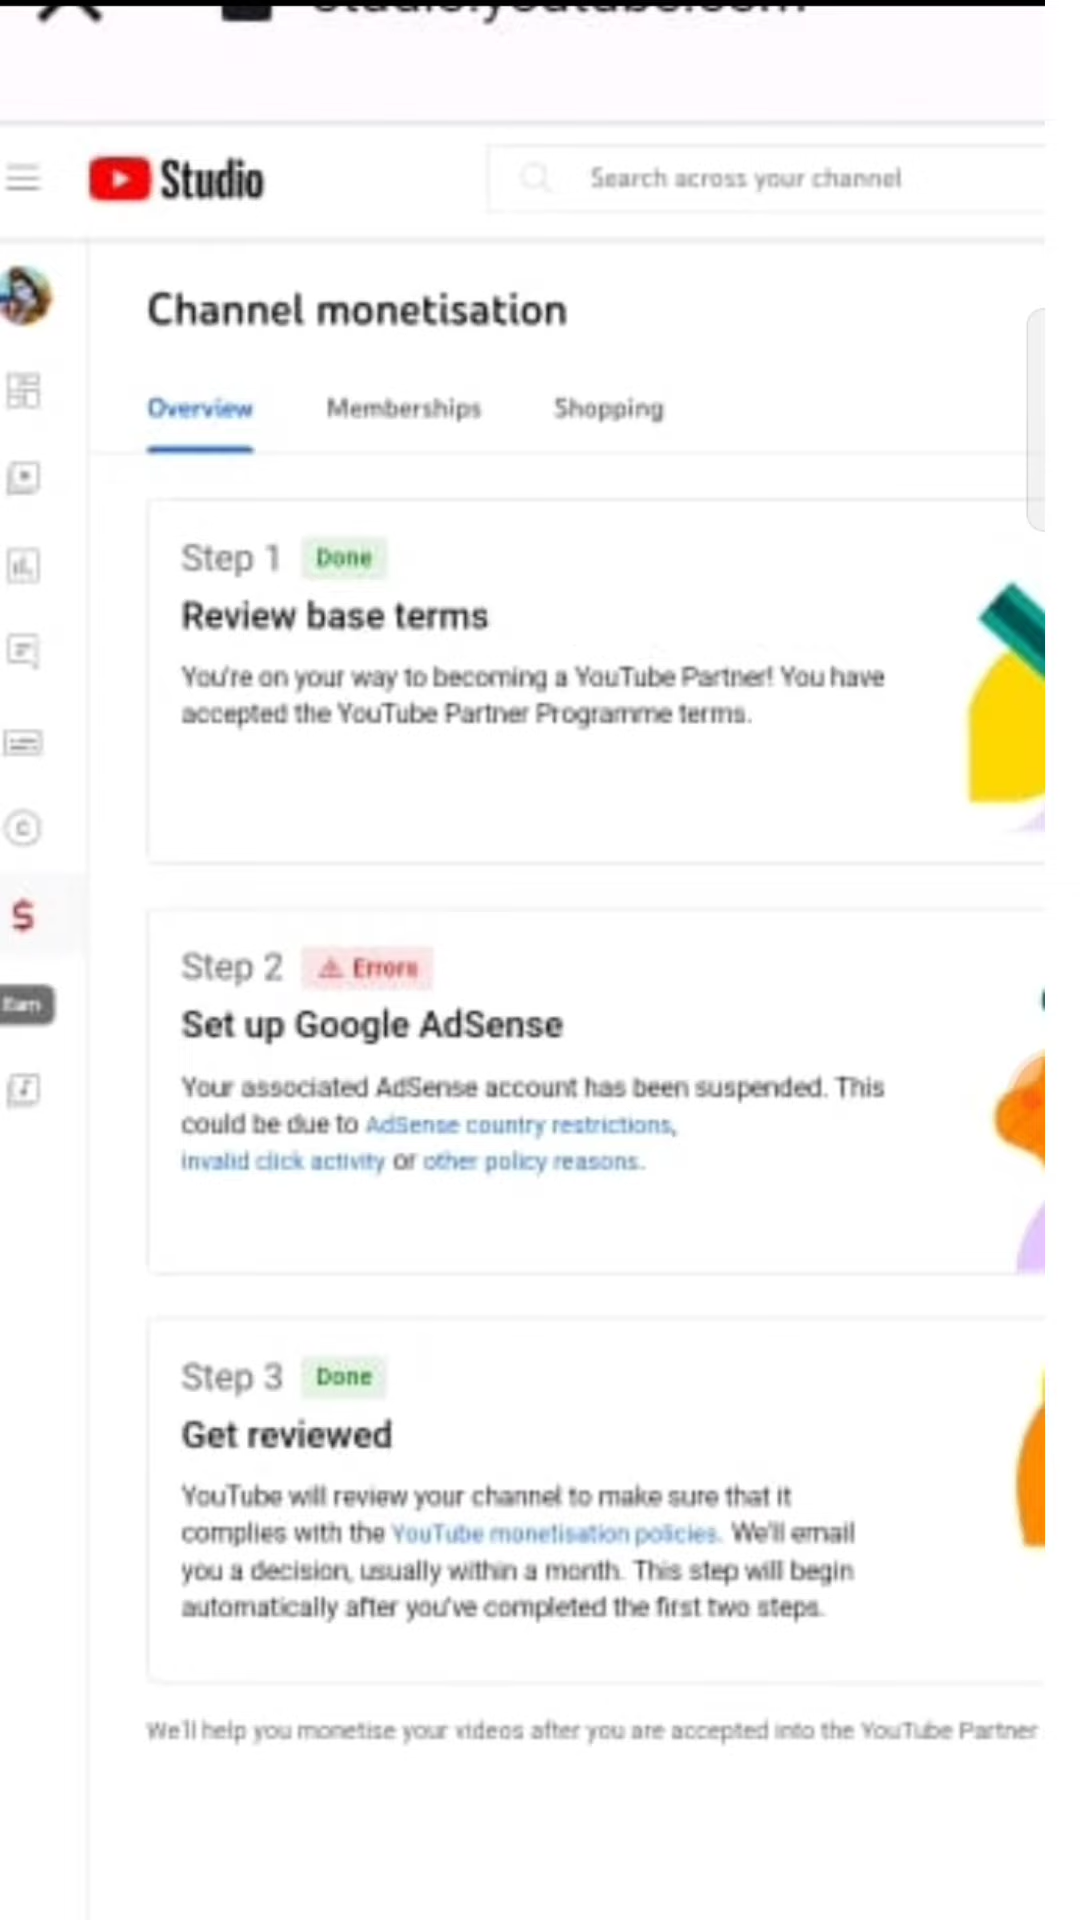 Studio
Search across your channel
Channel monetisation
Overview
Memberships
Shopping
Step 1
Done
Review base terms
You're on your way to becoming a YouTube Partner! You have
accepted the YouTube Partner Programme terms.
Step 2
Errors
Set up Google AdSense
Your associated AdSense account has been suspended. This
could be due to AdSense country restrictions,
invalid click activity or other policy reasons.
Earn
Step 3
Done
Get reviewed
YouTube will review your channel to make sure that it
complies with the YouTube monetisation policies. We'll email
you a decision, usually within a month. This step will begin
automatically after you've completed the first two steps.
We'll help you monetise your videos after you are accepted into the YouTube Partner